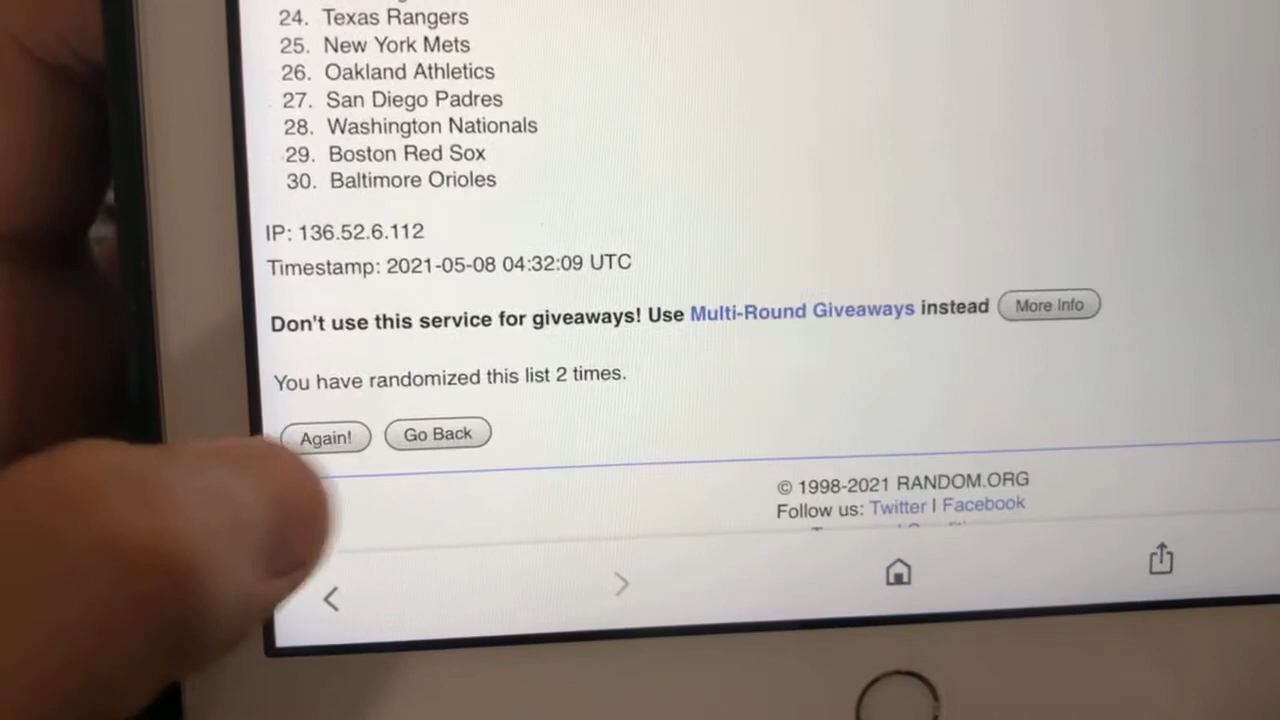 24. Texas Rangers
25. New York Mets
26. Oakland Athletics
27. San Diego Padres
28. Washington Nationals
29. Boston Red Sox
30. Baltimore Orioles
IP: 136.52.6.112
Timestamp: 2021-05-08 04:32:09 UTC
Don't use this service for giveaways! Use Multi-Round Giveaways instead More Info
You have randomized this list 2 times.
Again! Go Back
© 1998-2021 RANDOM.ORG
Follow us: Twitter | Facebook